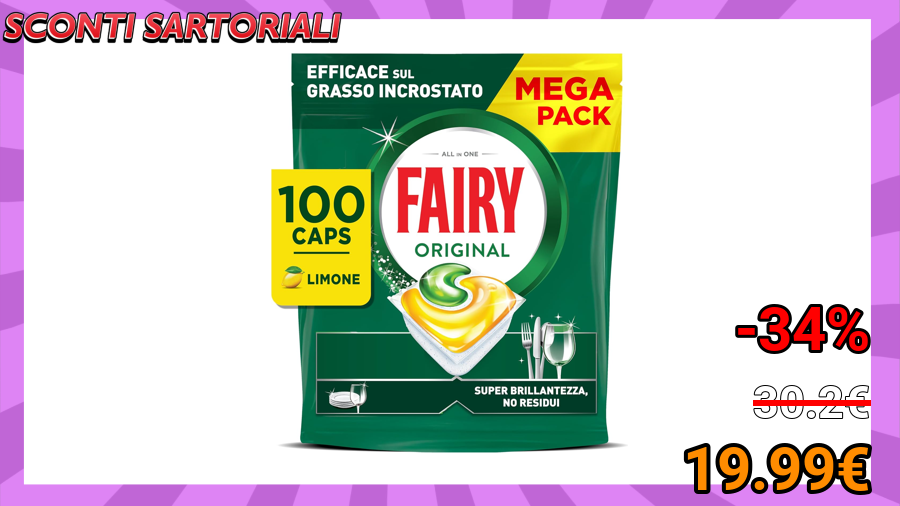 SCONTI SARTORIALI
EFFICACE SUL
GRASSO INCROSTATO
MEGA
PACK
ALL IN ONE
FAIRY
ORIGINAL
100
CAPS
LIMONE
SUPER BRILLANTEZZA,
NO RESIDUI
-34%
30.2€
19.99€